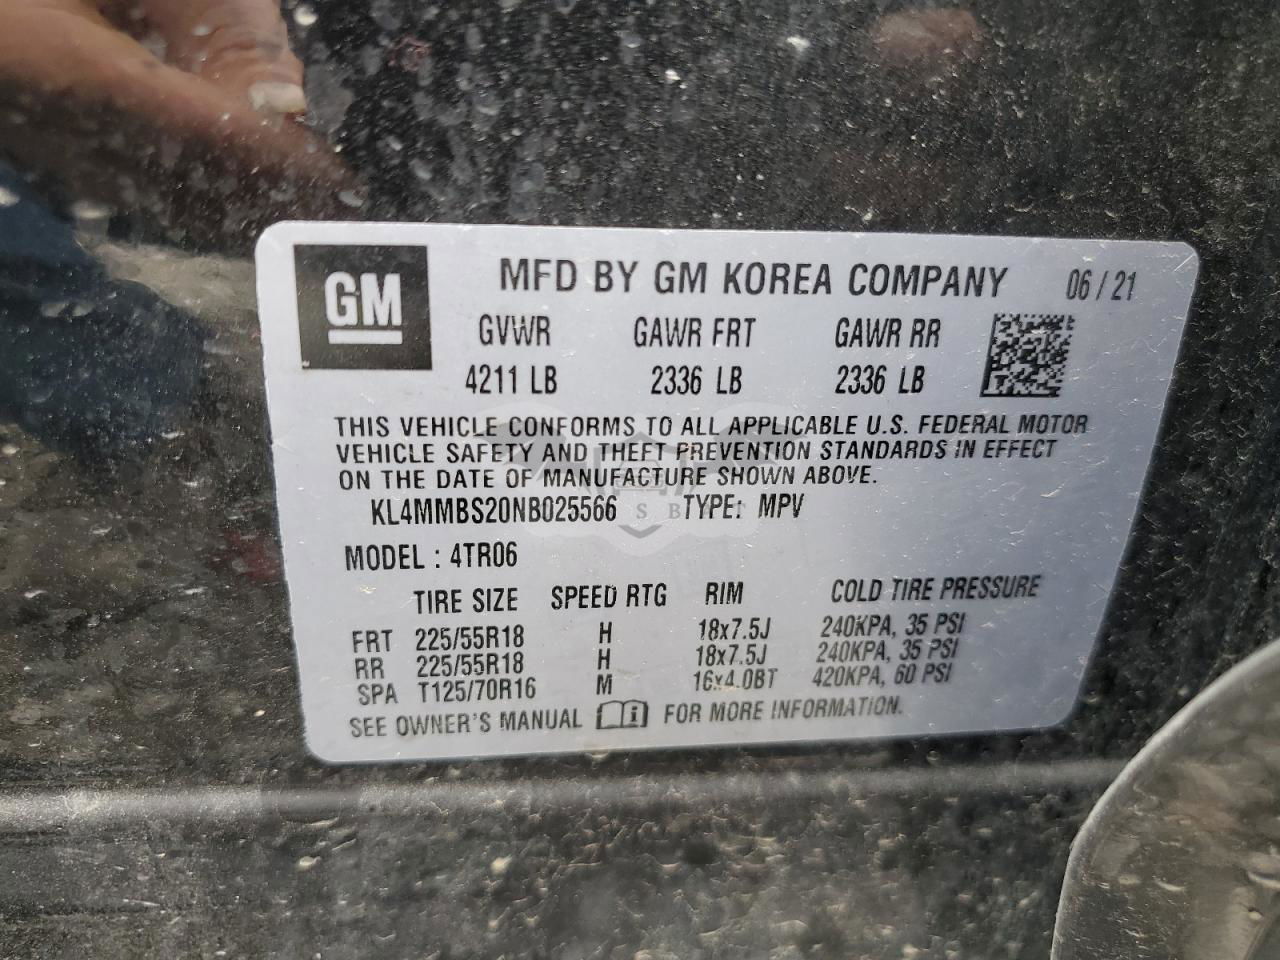 GM
MFD BY GM KOREA COMPANY 06/21
GVWR GAWR FRT GAWR RR
4211 LB 2336 LB 2336 LB
THIS VEHICLE CONFORMS TO ALL APPLICABLE U.S. FEDERAL MOTOR
VEHICLE SAFETY AND THEFT PREVENTION STANDARDS IN EFFECT
ON THE DATE OF MANUFACTURE SHOWN ABOVE.
KL4MMBS20NB025566 TYPE: MPV
MODEL : 4TR06
TIRE SIZE SPEED RTG RIM COLD TIRE PRESSURE
FRT 225/55R18 H 18x7.5J 240KPA, 35 PSI
RR 225/55R18 H 18x7.5J 240KPA, 35 PSI
SPA T125/70R16 M 16x4.0BT 420KPA, 60 PSI
SEE OWNER'S MANUAL i FOR MORE INFORMATION.